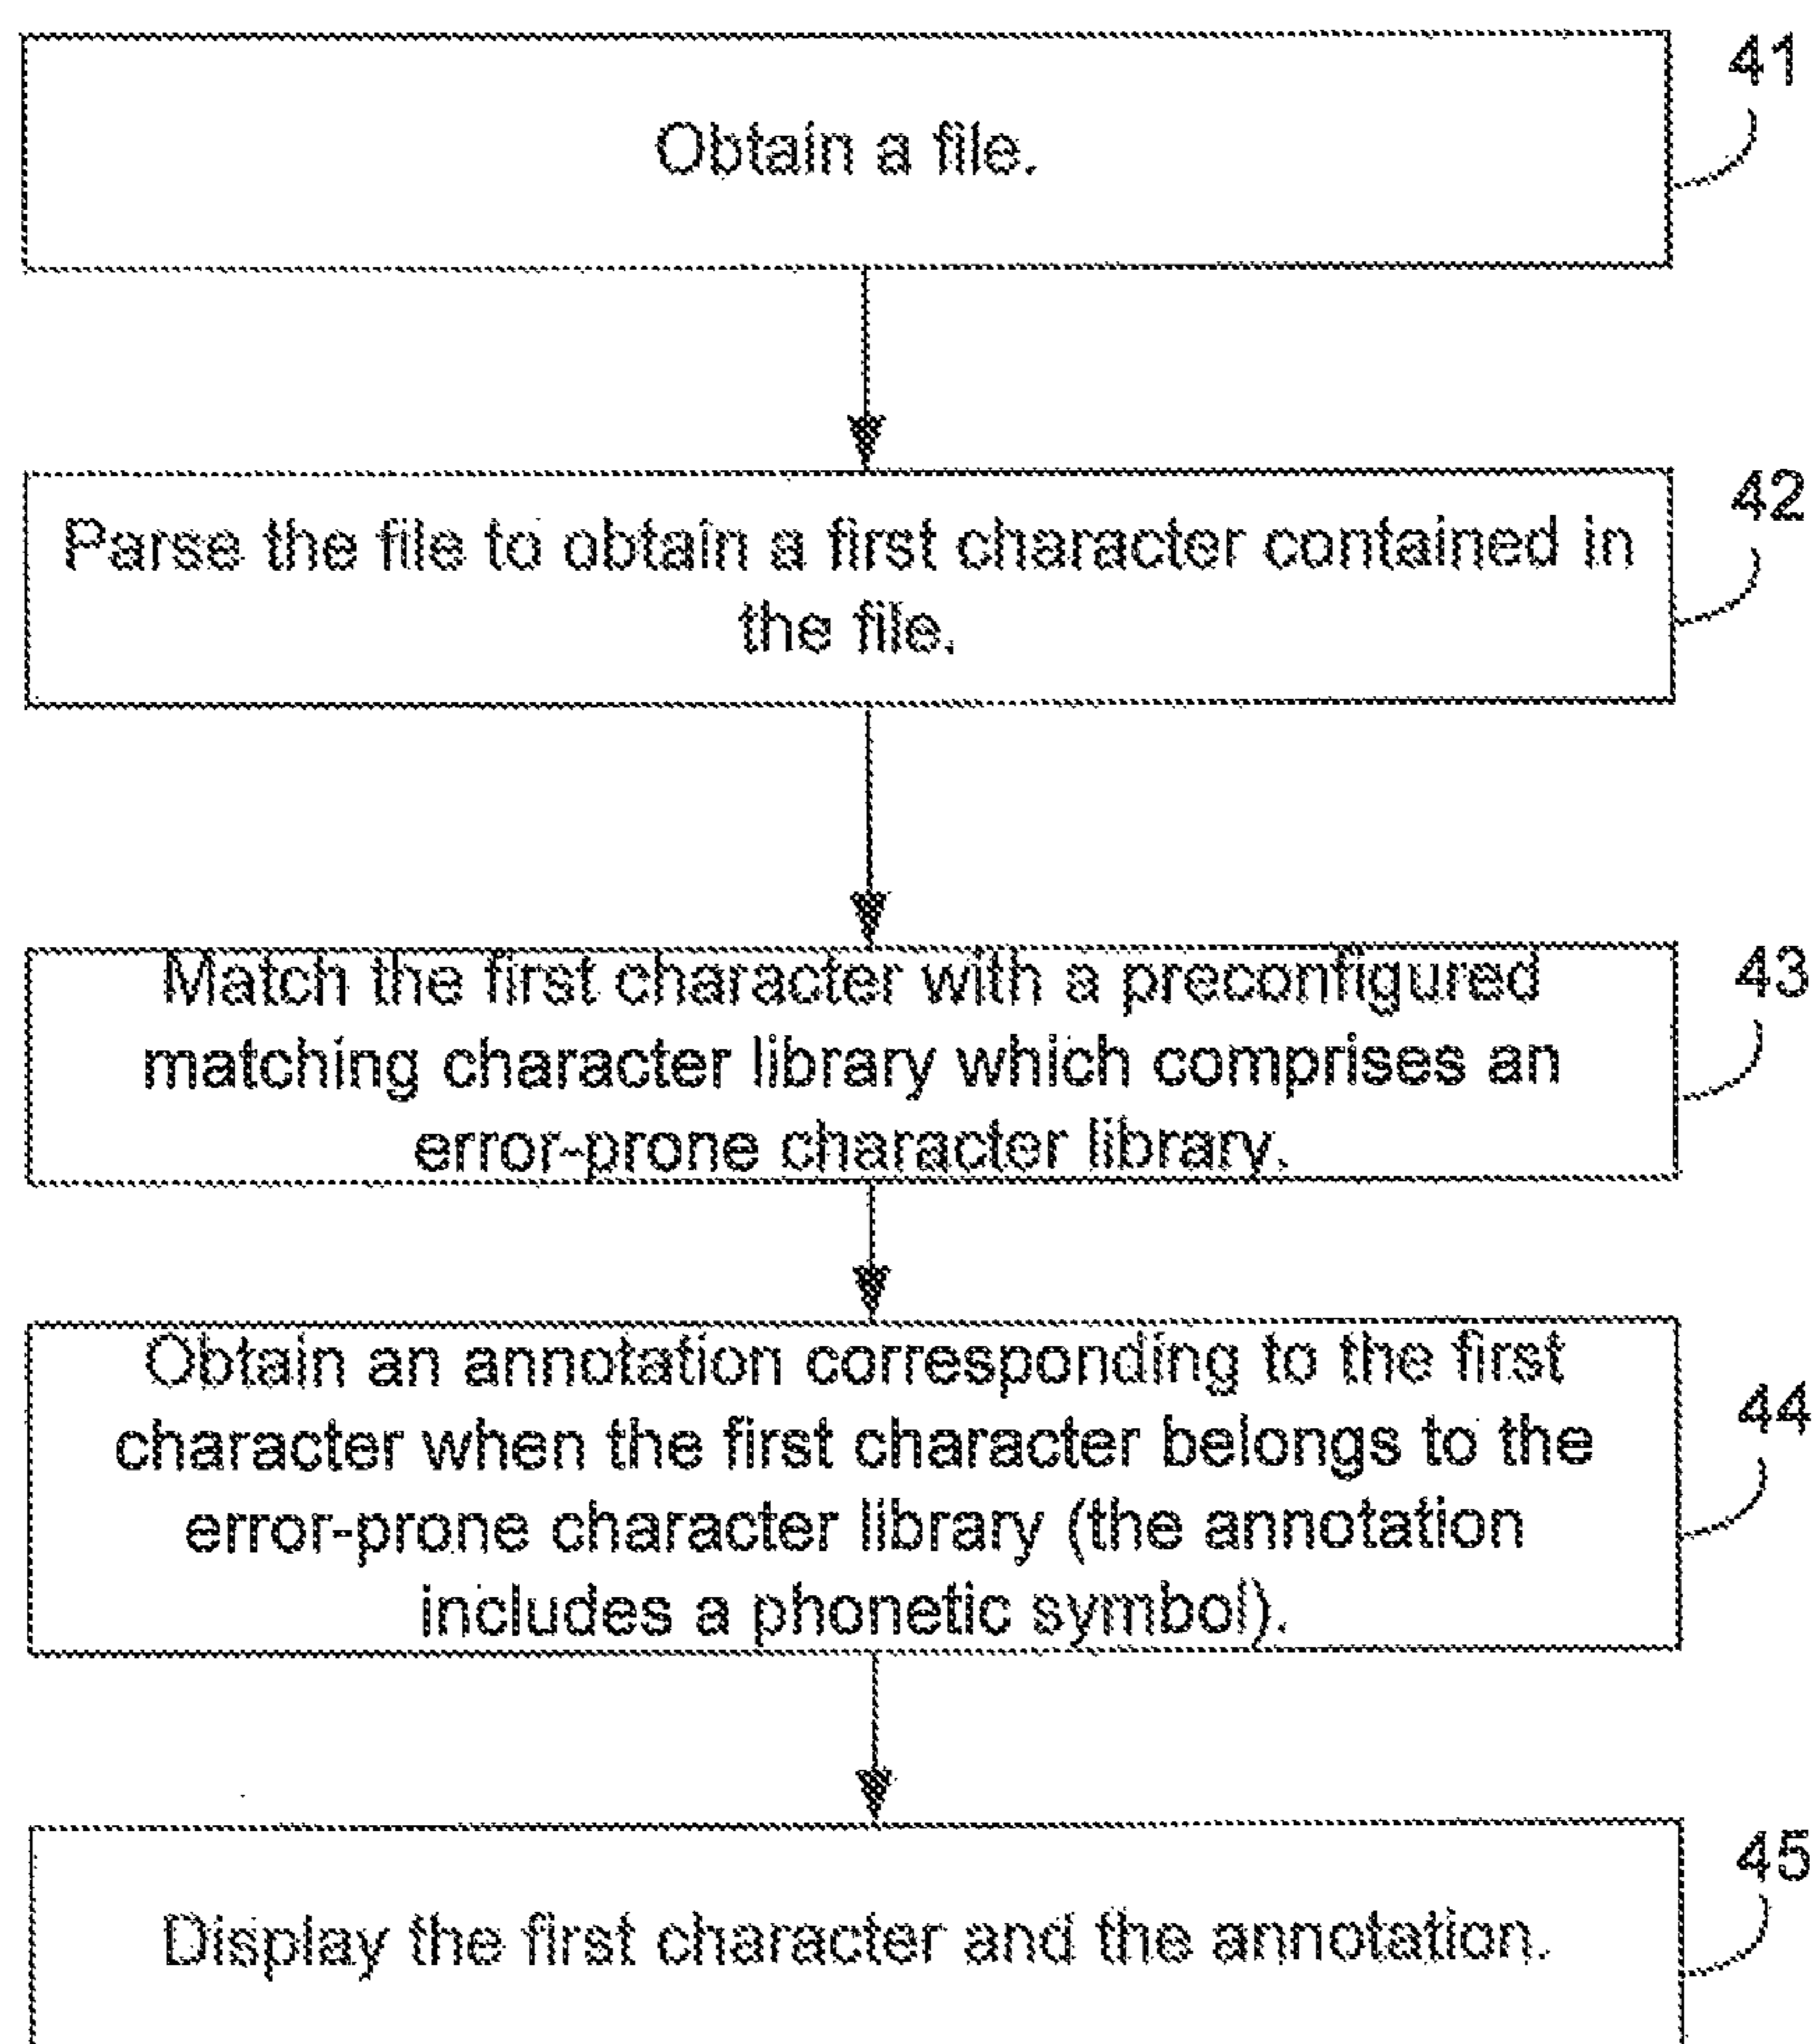 41
Obtain a file.
42
Parse the file to obtain a first character contained in
the file.
43
Match the first character with a preconfigured
matching character library which comprises an
error-prone character library.
44
Obtain an annotation corresponding to the first
character when the first character belongs to the
error-prone character library (the annotation
includes a phonetic symbol).
45
Display the first character and the annotation.